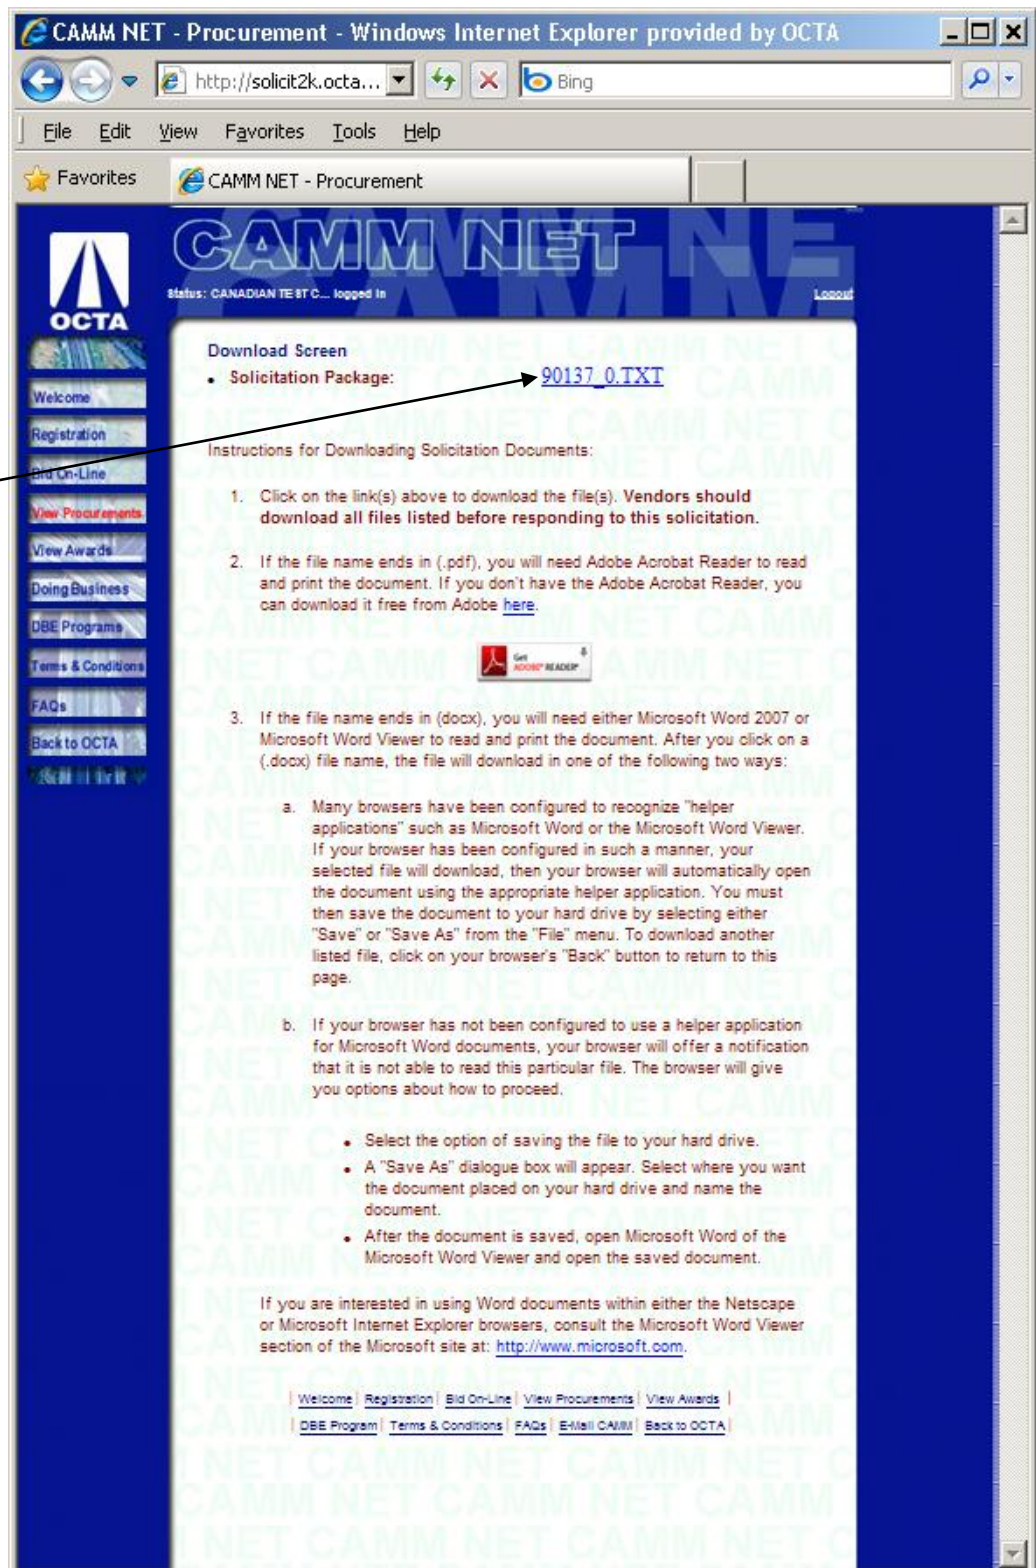 CAMM NET - Procurement - Windows Internet Explorer provided by OCTA
http://solicit2k.octa...
Bing
File Edit View Favorites Tools Help
Favorites
CAMM NET - Procurement
CAMM NET
Status: CANADIAN TEST C... logged in
Logout
OCTA
Welcome
Registration
Bid On-Line
View Procurements
View Awards
Doing Business
DBE Programs
Terms & Conditions
FAQs
Back to OCTA
Download Screen
• Solicitation Package: 90137_0.TXT
Instructions for Downloading Solicitation Documents:
1. Click on the link(s) above to download the file(s). Vendors should
download all files listed before responding to this solicitation.
2. If the file name ends in (.pdf), you will need Adobe Acrobat Reader to read
and print the document. If you don't have the Adobe Acrobat Reader, you
can download it free from Adobe here.
Get
ADOBE® READER®
3. If the file name ends in (docx), you will need either Microsoft Word 2007 or
Microsoft Word Viewer to read and print the document. After you click on a
(.docx) file name, the file will download in one of the following two ways:
a. Many browsers have been configured to recognize "helper
applications" such as Microsoft Word or the Microsoft Word Viewer.
If your browser has been configured in such a manner, your
selected file will download, then your browser will automatically open
the document using the appropriate helper application. You must
then save the document to your hard drive by selecting either
"Save" or "Save As" from the "File" menu. To download another
listed file, click on your browser's "Back" button to return to this
page.
b. If your browser has not been configured to use a helper application
for Microsoft Word documents, your browser will offer a notification
that it is not able to read this particular file. The browser will give
you options about how to proceed.
• Select the option of saving the file to your hard drive.
• A "Save As" dialogue box will appear. Select where you want
the document placed on your hard drive and name the
document.
• After the document is saved, open Microsoft Word of the
Microsoft Word Viewer and open the saved document.
If you are interested in using Word documents within either the Netscape
or Microsoft Internet Explorer browsers, consult the Microsoft Word Viewer
section of the Microsoft site at: http://www.microsoft.com.
| Welcome | Registration | Bid On-Line | View Procurements | View Awards |
| DBE Program | Terms & Conditions | FAQs | E-Mail CAMM | Back to OCTA |